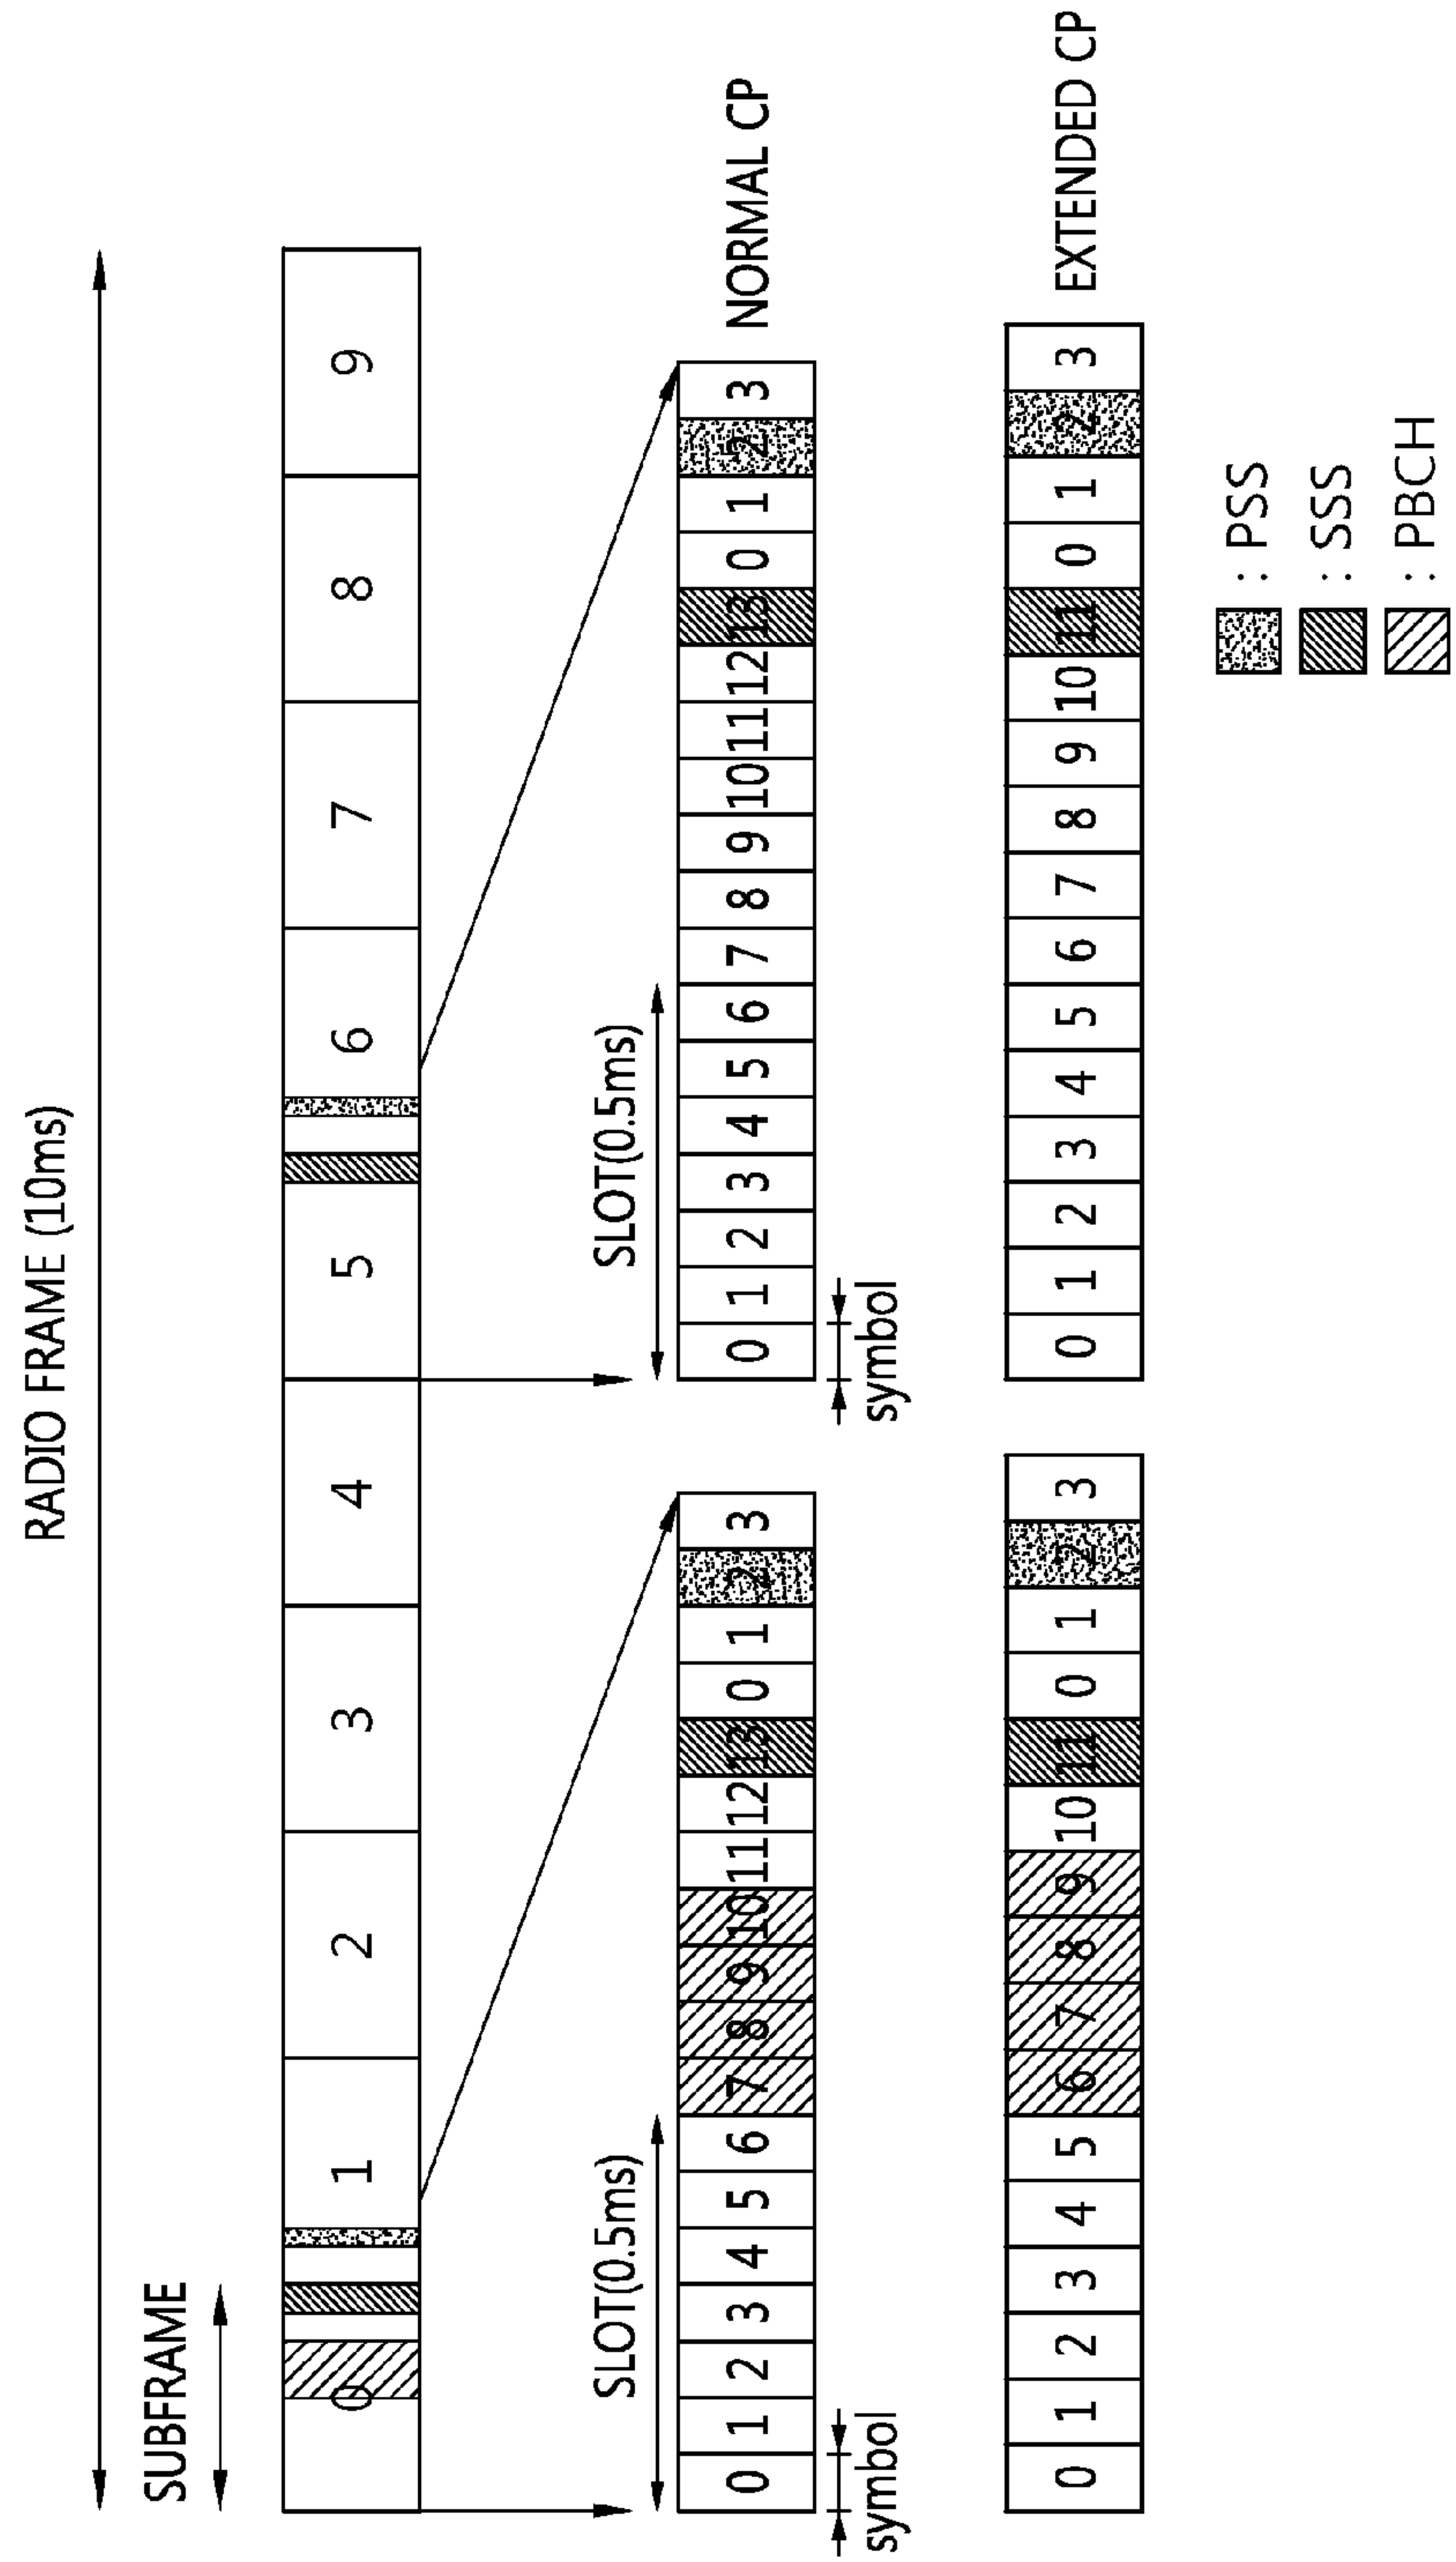 RADIO FRAME (10ms)
SUBFRAME
0 1 2 3 4 5 6 7 8 9
SLOT(0.5ms) SLOT(0.5ms)
0 1 2 3 4 5 6 7 8 9 10 11 12 13 0 1 2 3 0 1 2 3 4 5 6 7 8 9 10 11 12 13 0 1 2 3 NORMAL CP
symbol symbol
0 1 2 3 4 5 6 7 8 9 10 11 0 1 2 3 0 1 2 3 4 5 6 7 8 9 10 11 0 1 2 3 EXTENDED CP
: PSS
: SSS
: PBCH